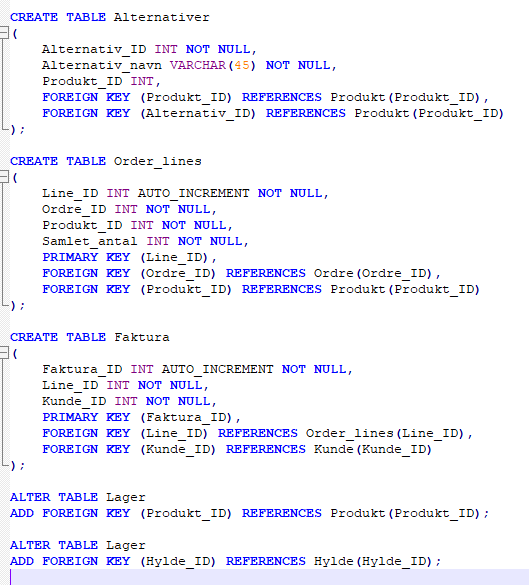 CREATE TABLE Alternativer
(
Alternativ_ID INT NOT NULL,
Alternativ_navn VARCHAR(45) NOT NULL,
Produkt_ID INT,
FOREIGN KEY (Produkt_ID) REFERENCES Produkt(Produkt_ID),
FOREIGN KEY (Alternativ_ID) REFERENCES Produkt(Produkt_ID)
);
CREATE TABLE Order_lines
(
Line_ID INT AUTO_INCREMENT NOT NULL,
Ordre_ID INT NOT NULL,
Produkt_ID INT NOT NULL,
Samlet_antal INT NOT NULL,
PRIMARY KEY (Line_ID),
FOREIGN KEY (Ordre_ID) REFERENCES Ordre(Ordre_ID),
FOREIGN KEY (Produkt_ID) REFERENCES Produkt(Produkt_ID)
);
CREATE TABLE Faktura
(
Faktura_ID INT AUTO_INCREMENT NOT NULL,
Line_ID INT NOT NULL,
Kunde_ID INT NOT NULL,
PRIMARY KEY (Faktura_ID),
FOREIGN KEY (Line_ID) REFERENCES Order_lines(Line_ID),
FOREIGN KEY (Kunde_ID) REFERENCES Kunde(Kunde_ID)
);
ALTER TABLE Lager
ADD FOREIGN KEY (Produkt_ID) REFERENCES Produkt(Produkt_ID);
ALTER TABLE Lager
ADD FOREIGN KEY (Hylde_ID) REFERENCES Hylde(Hylde_ID);